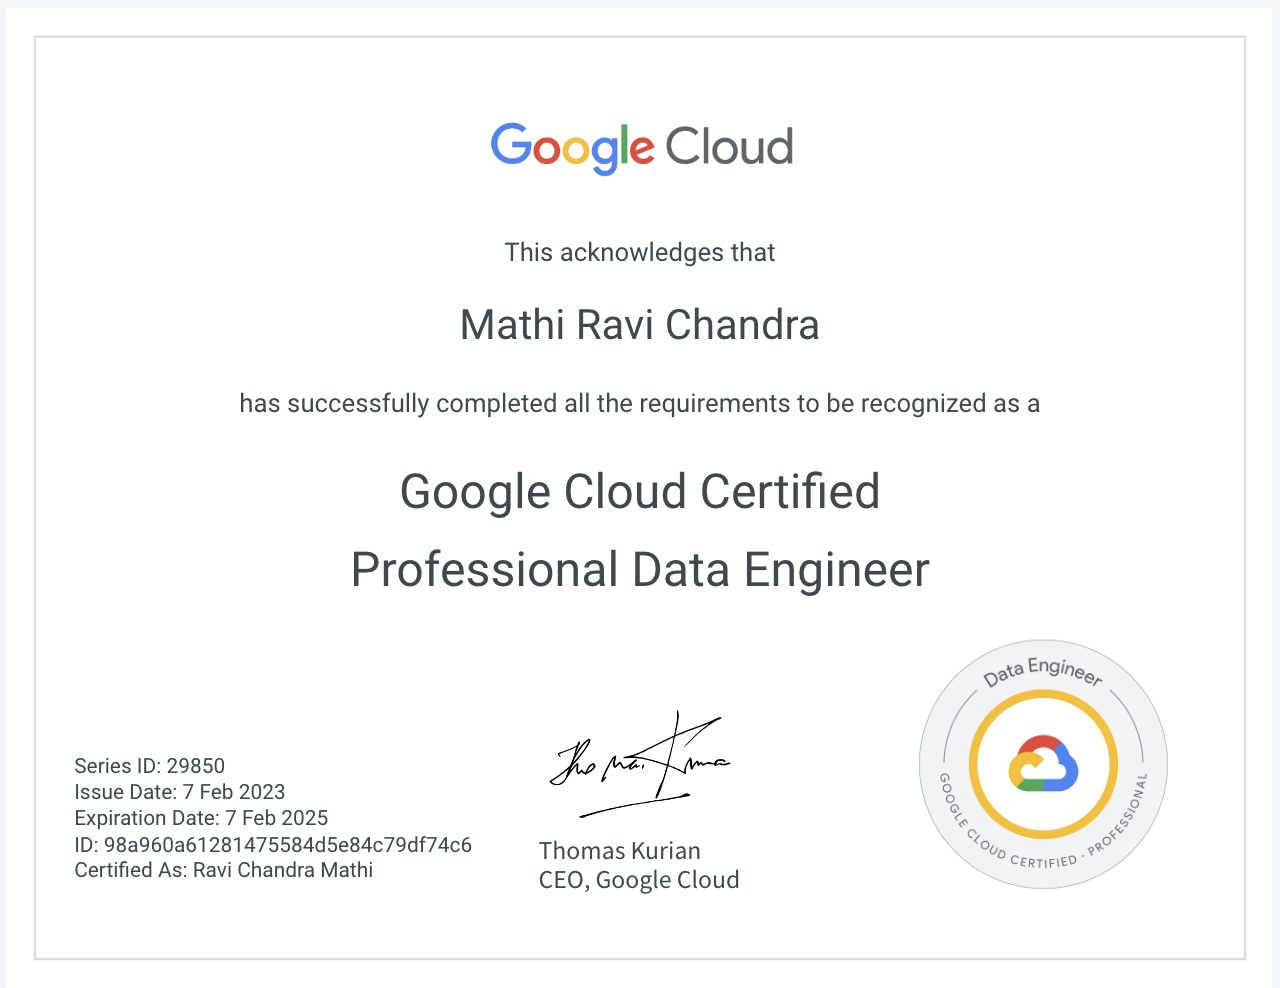 Google Cloud
This acknowledges that
Mathi Ravi Chandra
has successfully completed all the requirements to be recognized as a
Google Cloud Certified
Professional Data Engineer
Series ID: 29850
Issue Date: 7 Feb 2023
Expiration Date: 7 Feb 2025
ID: 98a960a61281475584d5e84c79df74c6
Certified As: Ravi Chandra Mathi
Thomas Kurian
CEO, Google Cloud
Data Engineer
GOOGLE CLOUD CERTIFIED · PROFESSIONAL